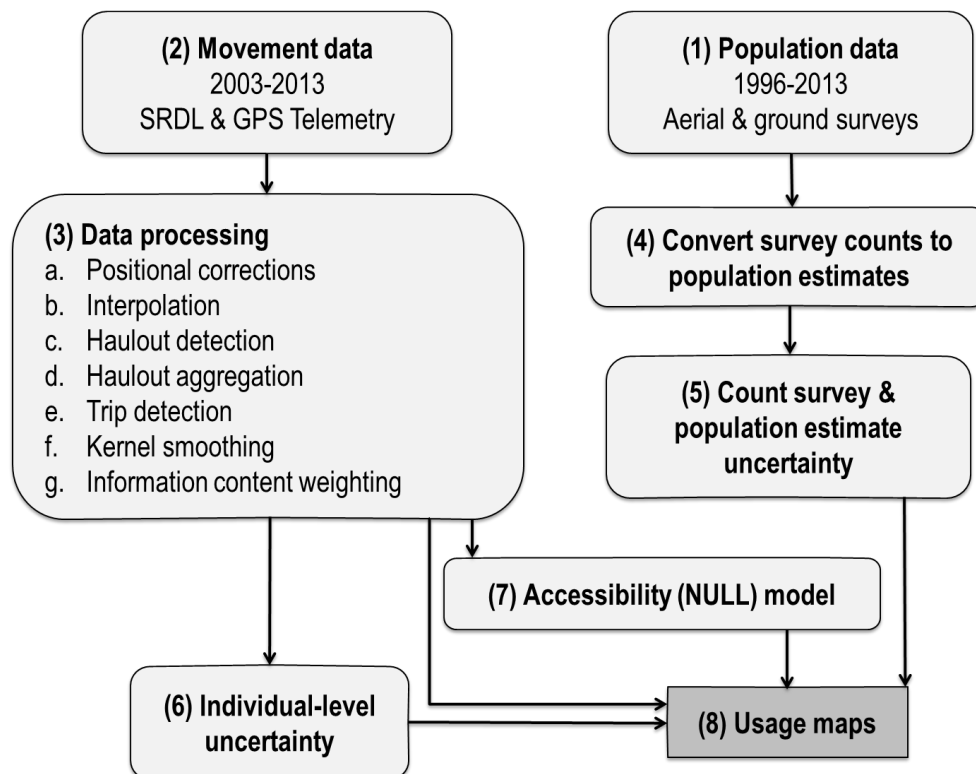 (2) Movement data
2003-2013
SRDL & GPS Telemetry
(1) Population data
1996-2013
Aerial & ground surveys
(3) Data processing
a. Positional corrections
b. Interpolation
c. Haulout detection
d. Haulout aggregation
e. Trip detection
f. Kernel smoothing
g. Information content weighting
(4) Convert survey counts to
population estimates
(5) Count survey &
population estimate
uncertainty
(7) Accessibility (NULL) model
(6) Individual-level
uncertainty
(8) Usage maps